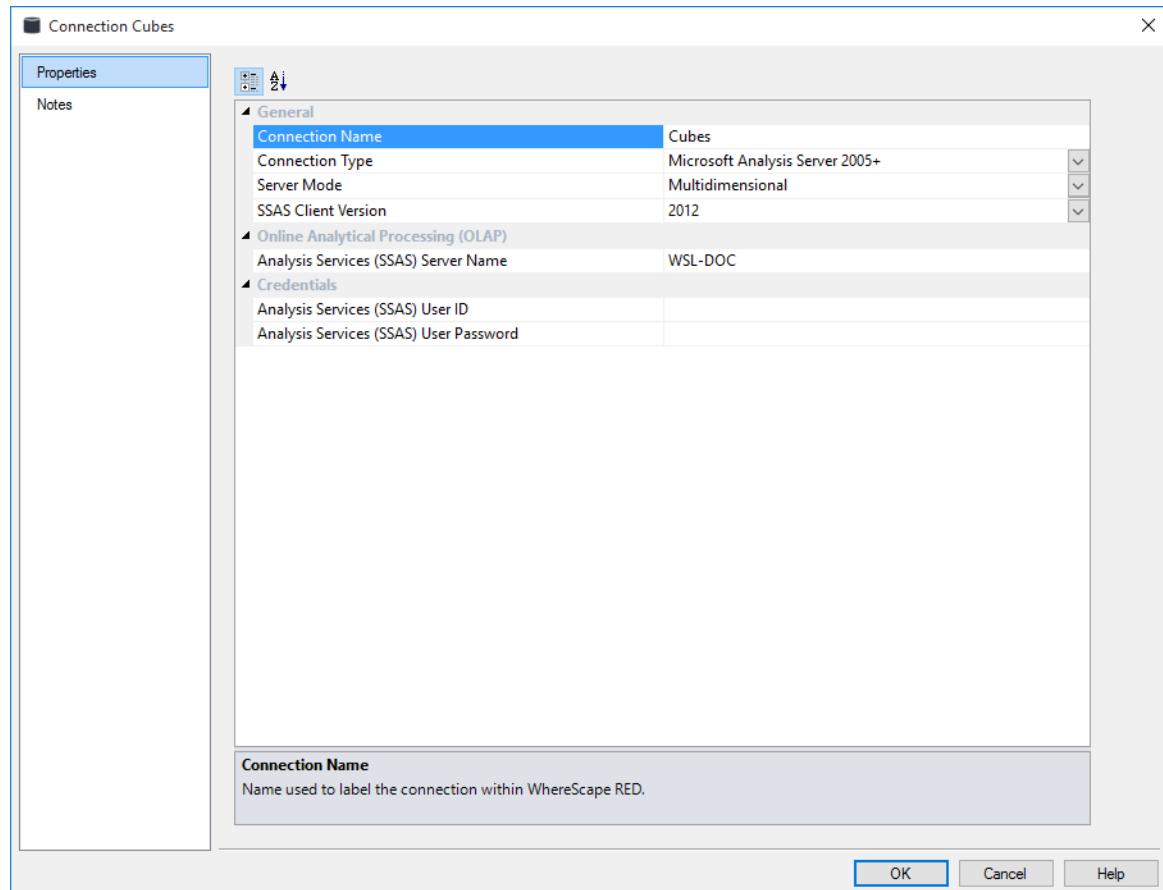 Connection Cubes
Properties
Notes
General
Connection Name Cubes
Connection Type Microsoft Analysis Server 2005+
Server Mode Multidimensional
SSAS Client Version 2012
Online Analytical Processing (OLAP)
Analysis Services (SSAS) Server Name WSL-DOC
Credentials
Analysis Services (SSAS) User ID
Analysis Services (SSAS) User Password
Connection Name
Name used to label the connection within WhereScape RED.
OK Cancel Help